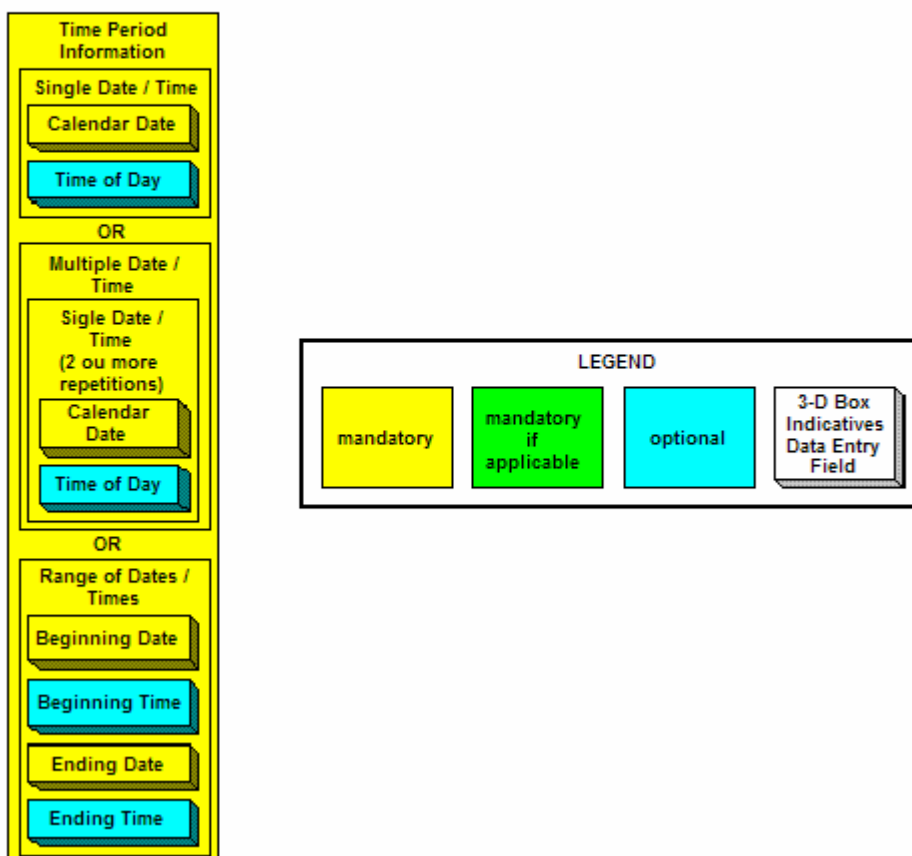 Time Period
Information
Single Date / Time
Calendar Date
Time of Day
OR
Multiple Date /
Time
Sigle Date /
Time
(2 ou more
repetitions)
Calendar
Date
Time of Day
OR
Range of Dates /
Times
Beginning Date
Beginning Time
Ending Date
Ending Time
LEGEND
mandatory
mandatory
if
applicable
optional
3-D Box
Indicatives
Data Entry
Field